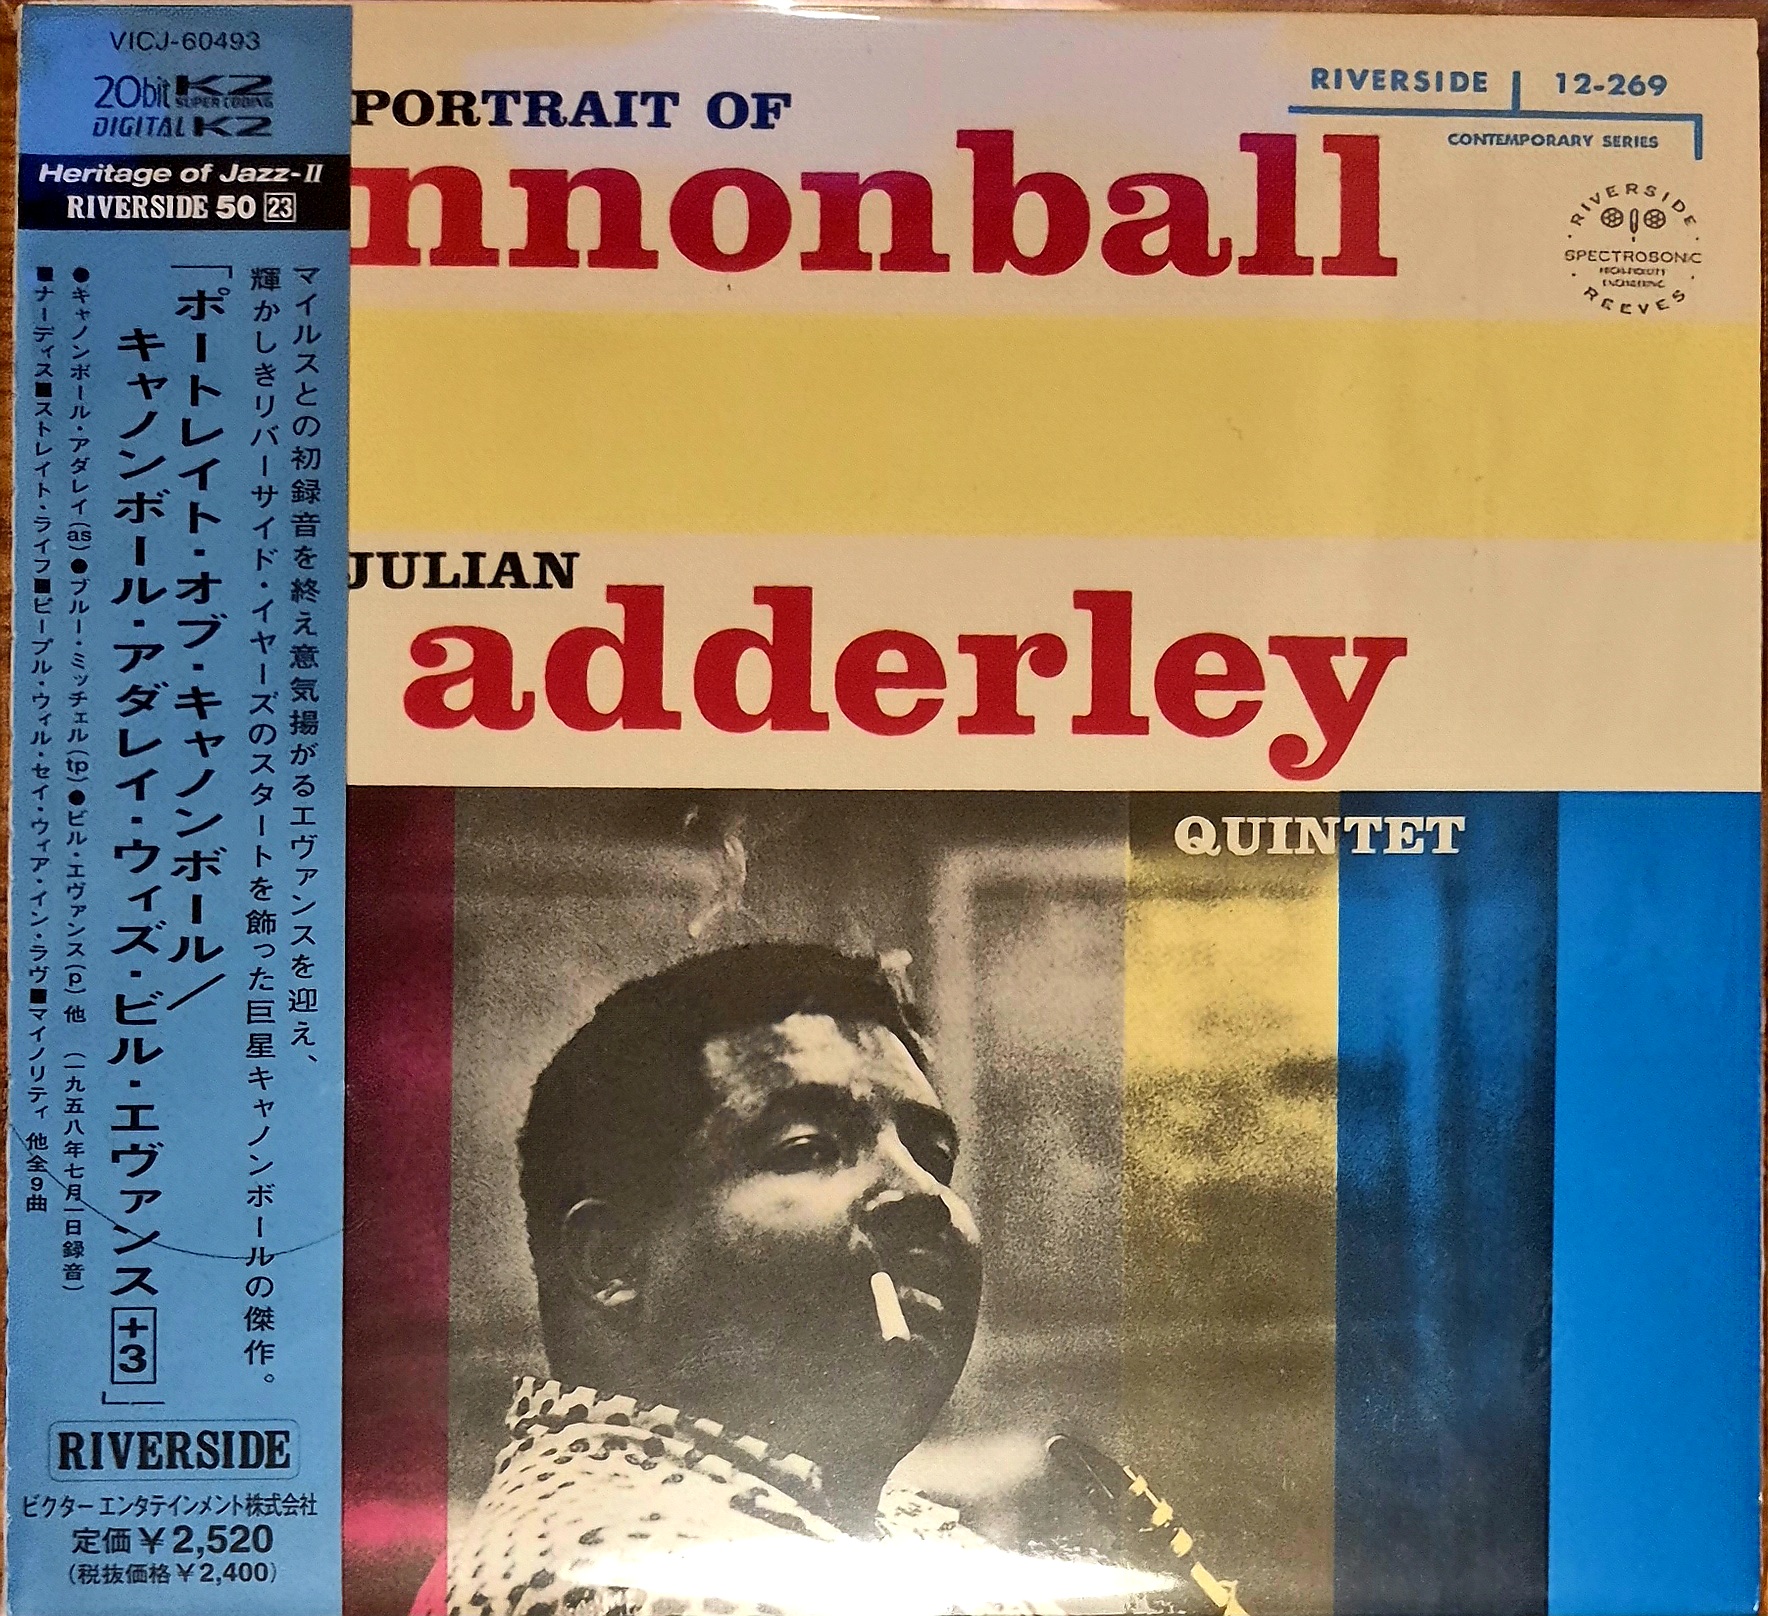 VICJ-60493
20bit K2
SUPER CODING
DIGITAL K2
Heritage of Jazz-II
RIVERSIDE 50 23
マイルスとの初録音を終え意気揚がるエヴァンスを迎え、
輝かしきリバーサイド・イヤーズのスタートを飾った巨星キャノンボールの傑作。
「ポートレイト・オブ・キャノンボール/
キャノンボール・アダレイ・ウィズ・ビル・エヴァンス+3」
●キャノンボール・アダレイ(as)●ブルー・ミッチェル(tp)●ビル・エヴァンス(p)他 (一九五八年七月一日録音)
■ナーディス■ストレイト・ライフ■ピープル・ウィル・セイ・ウィア・イン・ラヴ■マイノリティ 他全9曲
RIVERSIDE
ビクターエンタテインメント株式会社
定価￥2,520
(税抜価格￥2,400)
PORTRAIT OF
nnonball
RIVERSIDE 12-269
CONTEMPORARY SERIES
RIVERSIDE
SPECTROSONIC
HIGH-FIDELITY
ENGINEERING
REEVES
JULIAN
adderley
QUINTET